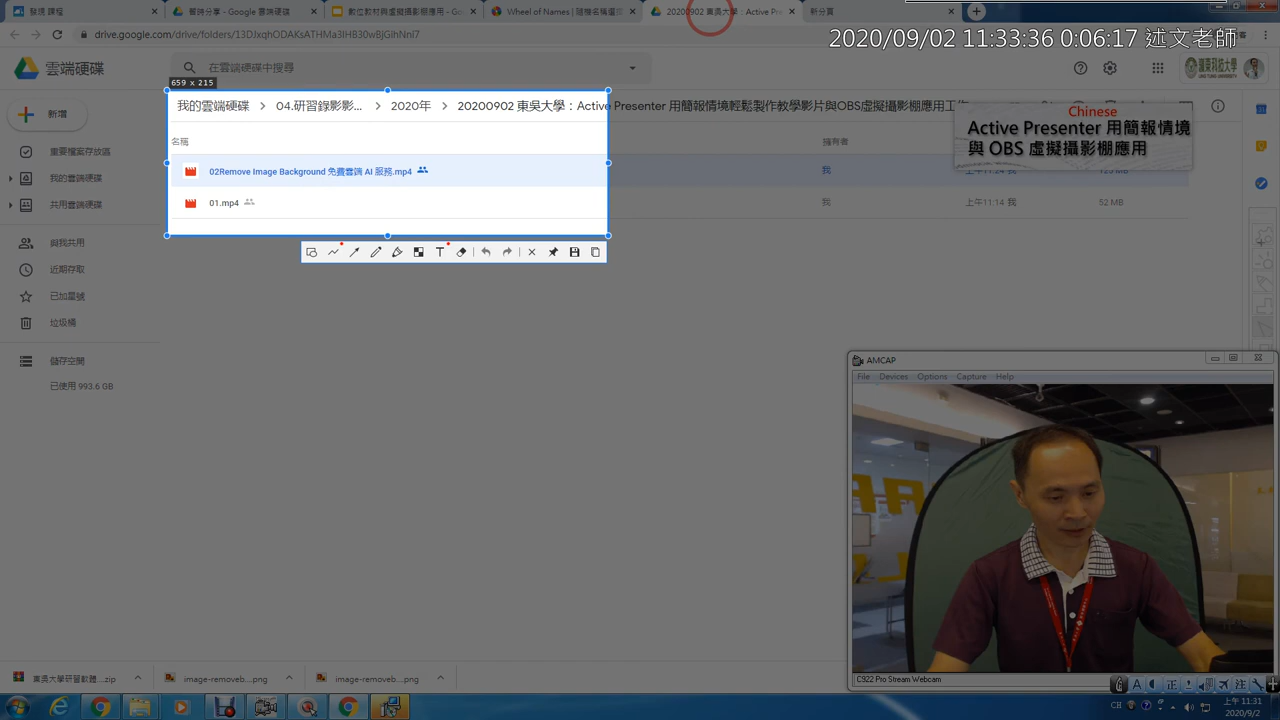 發現 課程
醫詢分享 - Google 雲端硬碟
數位教材與虛擬攝影棚應用 - Go
Wheel of Names | 隨機名稱選
20200902 東吳大學：Active Pre
新分頁
drive.google.com/drive/folders/13DJxqhODAKsATHMa3IHB30wBJGihNni7
2020/09/02 11:33:36 0:06:17 述文老師
雲端硬碟
在雲端硬碟中搜尋
659 x 215
新增
我的雲端硬碟 > 04.研習錄影影... > 2020年 > 20200902 東吳大學：Active Presenter 用簡報情境輕鬆製作教學影片與OBS虛擬攝影棚應用工作
Chinese
Active Presenter 用簡報情境
與 OBS 虛擬攝影棚應用
名稱
擁有者
重要檔案存放區
02Remove Image Background 免費雲端 AI 服務.mp4
我
上午11:24 我
我的雲端硬碟
共用雲端硬碟
01.mp4
我
上午11:14 我
52 MB
與我共用
近期存取
已加星號
垃圾桶
儲存空間
已使用 993.6 GB
AMCAP
File Devices Options Capture Help
C922 Pro Stream Webcam
東吳大學研習軟體....zip
image-removeb....png
image-removeb....png
CH
上午 11:31
2020/9/2